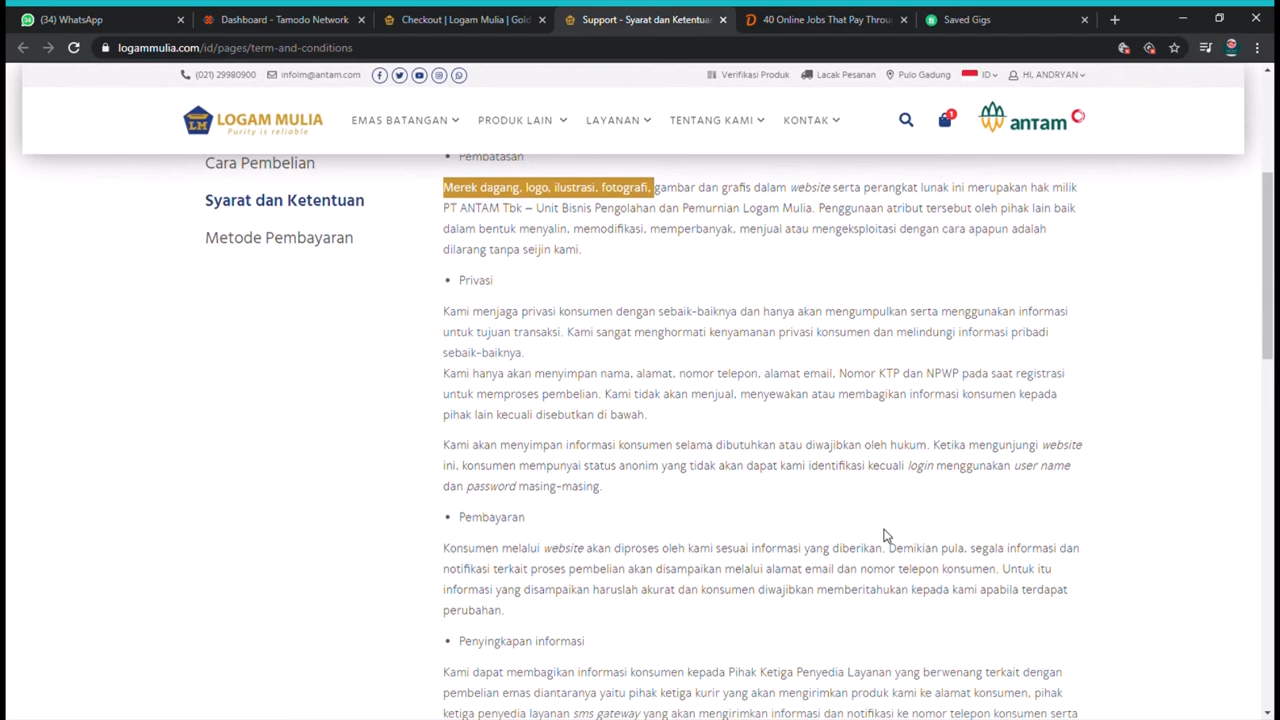 (34) WhatsApp
Dashboard - Tamodo Network
Checkout | Logam Mulia | Gold
Support - Syarat dan Ketentuan
40 Online Jobs That Pay Throu
Saved Gigs
logammulia.com/id/pages/term-and-conditions
(021) 29980900
infolm@antam.com
Verifikasi Produk
Lacak Pesanan
Pulo Gadung
ID
HI, ANDRYAN
LM
LOGAM MULIA
Purity is reliable
EMAS BATANGAN
PRODUK LAIN
LAYANAN
TENTANG KAMI
KONTAK
1
antam
Cara Pembelian
Syarat dan Ketentuan
Metode Pembayaran
• Pembatasan
Merek dagang, logo, ilustrasi, fotografi, gambar dan grafis dalam website serta perangkat lunak ini merupakan hak milik
PT ANTAM Tbk – Unit Bisnis Pengolahan dan Pemurnian Logam Mulia. Penggunaan atribut tersebut oleh pihak lain baik
dalam bentuk menyalin, memodifikasi, memperbanyak, menjual atau mengeksploitasi dengan cara apapun adalah
dilarang tanpa seijin kami.
• Privasi
Kami menjaga privasi konsumen dengan sebaik-baiknya dan hanya akan mengumpulkan serta menggunakan informasi
untuk tujuan transaksi. Kami sangat menghormati kenyamanan privasi konsumen dan melindungi informasi pribadi
sebaik-baiknya.
Kami hanya akan menyimpan nama, alamat, nomor telepon, alamat email, Nomor KTP dan NPWP pada saat registrasi
untuk memproses pembelian. Kami tidak akan menjual, menyewakan atau membagikan informasi konsumen kepada
pihak lain kecuali disebutkan di bawah.
Kami akan menyimpan informasi konsumen selama dibutuhkan atau diwajibkan oleh hukum. Ketika mengunjungi website
ini, konsumen mempunyai status anonim yang tidak akan dapat kami identifikasi kecuali login menggunakan user name
dan password masing-masing.
• Pembayaran
Konsumen melalui website akan diproses oleh kami sesuai informasi yang diberikan. Demikian pula, segala informasi dan
notifikasi terkait proses pembelian akan disampaikan melalui alamat email dan nomor telepon konsumen. Untuk itu
informasi yang disampaikan haruslah akurat dan konsumen diwajibkan memberitahukan kepada kami apabila terdapat
perubahan.
• Penyingkapan informasi
Kami dapat membagikan informasi konsumen kepada Pihak Ketiga Penyedia Layanan yang berwenang terkait dengan
pembelian emas diantaranya yaitu pihak ketiga kurir yang akan mengirimkan produk kami ke alamat konsumen, pihak
ketiga penyedia layanan sms gateway yang akan mengirimkan informasi dan notifikasi ke nomor telepon konsumen serta